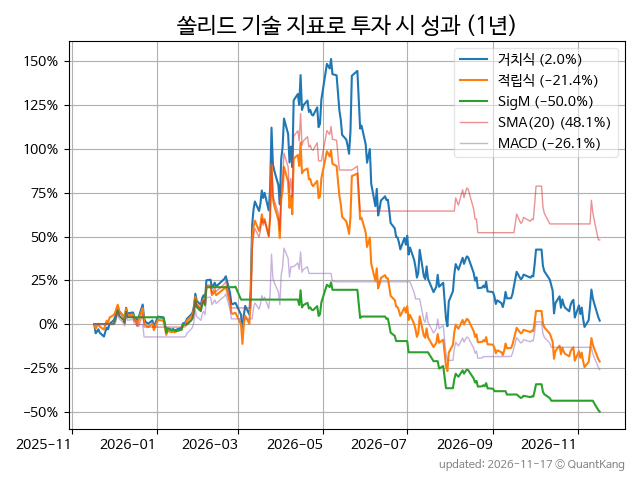 쏠리드 기술 지표로 투자 시 성과 (1년)
거치식 (2.0%)
적립식 (−21.4%)
SigM (−50.0%)
SMA(20) (48.1%)
MACD (−26.1%)
150%
125%
100%
75%
50%
25%
0%
−25%
−50%
2025-11
2026-01
2026-03
2026-05
2026-07
2026-09
2026-11
updated: 2026-11-17 © QuantKang